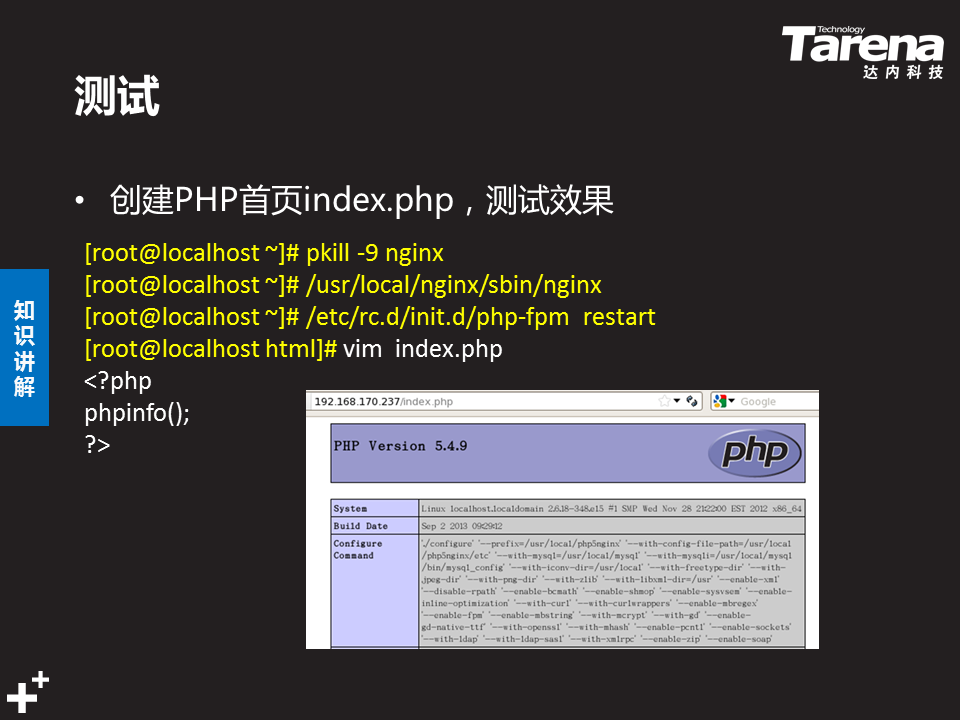 Technology
Tarena
达内科技
测试
• 创建PHP首页index.php，测试效果
[root@localhost ~]# pkill -9 nginx
[root@localhost ~]# /usr/local/nginx/sbin/nginx
[root@localhost ~]# /etc/rc.d/init.d/php-fpm restart
[root@localhost html]# vim index.php
<?php
phpinfo();
?>
知识讲解
192.168.170.237/index.php
Google
PHP Version 5.4.9
php
System Linux localhost.localdomain 2.6.18-348.el5 #1 SMP Wed Nov 28 21:22:00 EST 2012 x86_64
Build Date Sep 2 2013 09:29:12
Configure Command './configure' '--prefix=/usr/local/php5nginx' '--with-config-file-path=/usr/local
/php5nginx/etc' '--with-mysql=/usr/local/mysql' '--with-mysqli=/usr/local/mysql
/bin/mysql_config' '--with-iconv-dir=/usr/local' '--with-freetype-dir' '--with-
jpeg-dir' '--with-png-dir' '--with-zlib' '--with-libxml-dir=/usr' '--enable-xml'
'--disable-rpath' '--enable-bcmath' '--enable-shmop' '--enable-sysvsem' '--enable-
inline-optimization' '--with-curl' '--with-curlwrappers' '--enable-mbregex'
'--enable-fpm' '--enable-mbstring' '--with-mcrypt' '--with-gd' '--enable-
gd-native-ttf' '--with-openssl' '--with-mhash' '--enable-pcntl' '--enable-sockets'
'--with-ldap' '--with-ldap-sasl' '--with-xmlrpc' '--enable-zip' '--enable-soap'